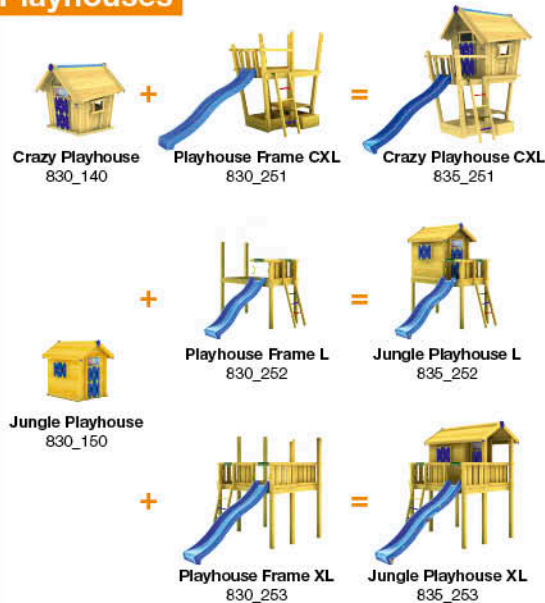 Playhouses
+
=
Crazy Playhouse
830_140
Playhouse Frame CXL
830_251
Crazy Playhouse CXL
835_251
+
=
Playhouse Frame L
830_252
Jungle Playhouse L
835_252
Jungle Playhouse
830_150
+
=
Playhouse Frame XL
830_253
Jungle Playhouse XL
835_253